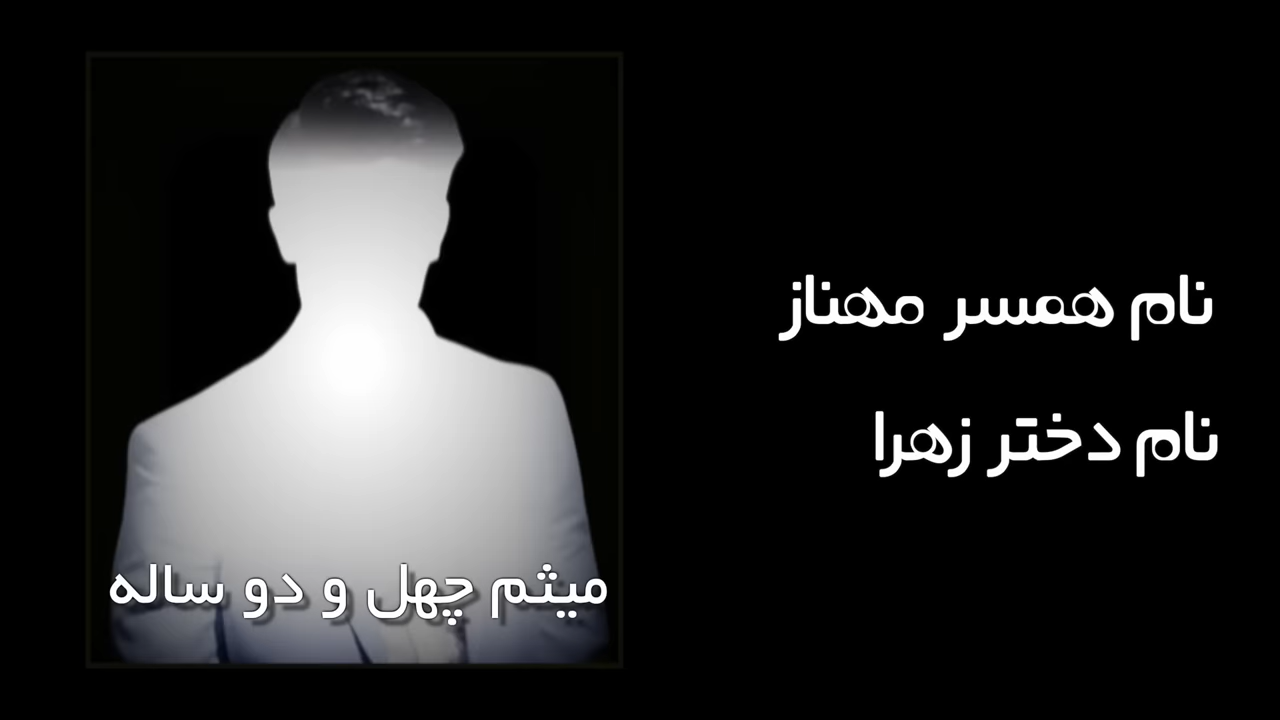 نام همسر مهناز
نام دختر زهرا
میثم چهل و دو ساله